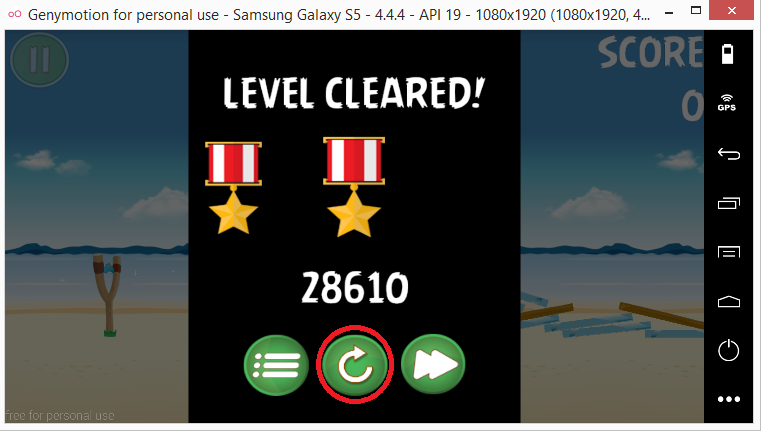 Genymotion for personal use - Samsung Galaxy S5 - 4.4.4 - API 19 - 1080x1920 (1080x1920, 4...
SCORE
0
LEVEL CLEARED!
28610
GPS
free for personal use